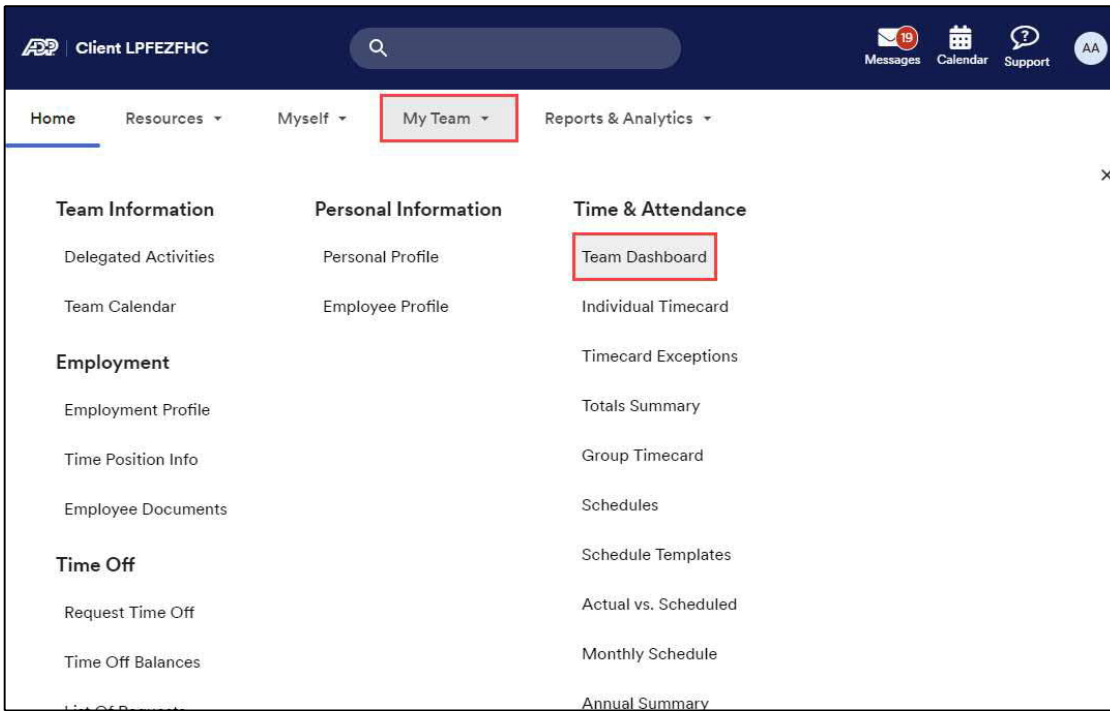 ADP Client LPFEZFHC
19
Messages Calendar Support AA
Home Resources Myself My Team Reports & Analytics
Team Information
Delegated Activities
Team Calendar
Employment
Employment Profile
Time Position Info
Employee Documents
Time Off
Request Time Off
Time Off Balances
List Of Requests
Personal Information
Personal Profile
Employee Profile
Time & Attendance
Team Dashboard
Individual Timecard
Timecard Exceptions
Totals Summary
Group Timecard
Schedules
Schedule Templates
Actual vs. Scheduled
Monthly Schedule
Annual Summary